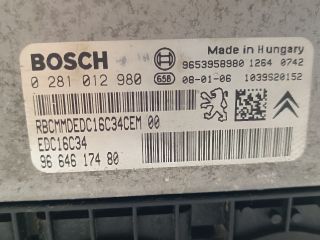 BOSCH
Made in Hungary
9653958980 1264 0742
0 281 012 980
65B
08-01-06
1039S20152
RBCMMDEDC16C34CEM 00
EDC16C34
96 646 174 80